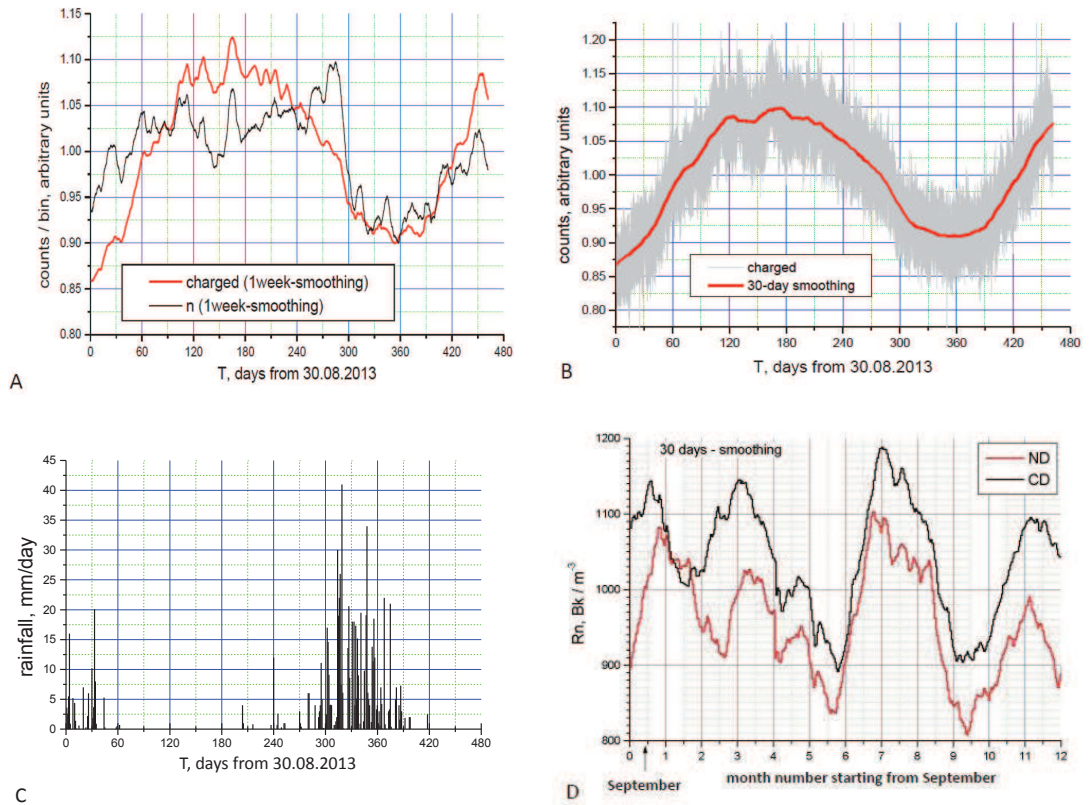 1.15
1.10
1.05
1.00
0.95
0.90
0.85
0.80
counts / bin, arbitrary units
charged (1week-smoothing)
n (1week-smoothing)
0 60 120 180 240 300 360 420 480
T, days from 30.08.2013
A
1.20
1.15
1.10
1.05
1.00
0.95
0.90
0.85
0.80
counts, arbitrary units
charged
30-day smoothing
0 60 120 180 240 300 360 420 480
T, days from 30.08.2013
B
45
40
35
30
25
20
15
10
5
0
rainfall, mm/day
0 60 120 180 240 300 360 420 480
T, days from 30.08.2013
C
1200
1100
1000
900
800
Rn, Bk / m⁻³
30 days - smoothing
ND
CD
0 1 2 3 4 5 6 7 8 9 10 11 12
September
month number starting from September
D